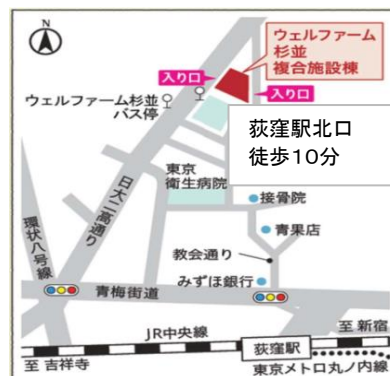 N
ウェルファーム
杉並
複合施設棟
入り口
入り口
ウェルファーム杉並
バス停
荻窪駅北口
徒歩10分
東京
衛生病院
日大二高通り
接骨院
青果店
環状八号線
教会通り
みずほ銀行
青梅街道
JR中央線
至 新宿
荻窪駅
至 吉祥寺
東京メトロ丸ノ内線